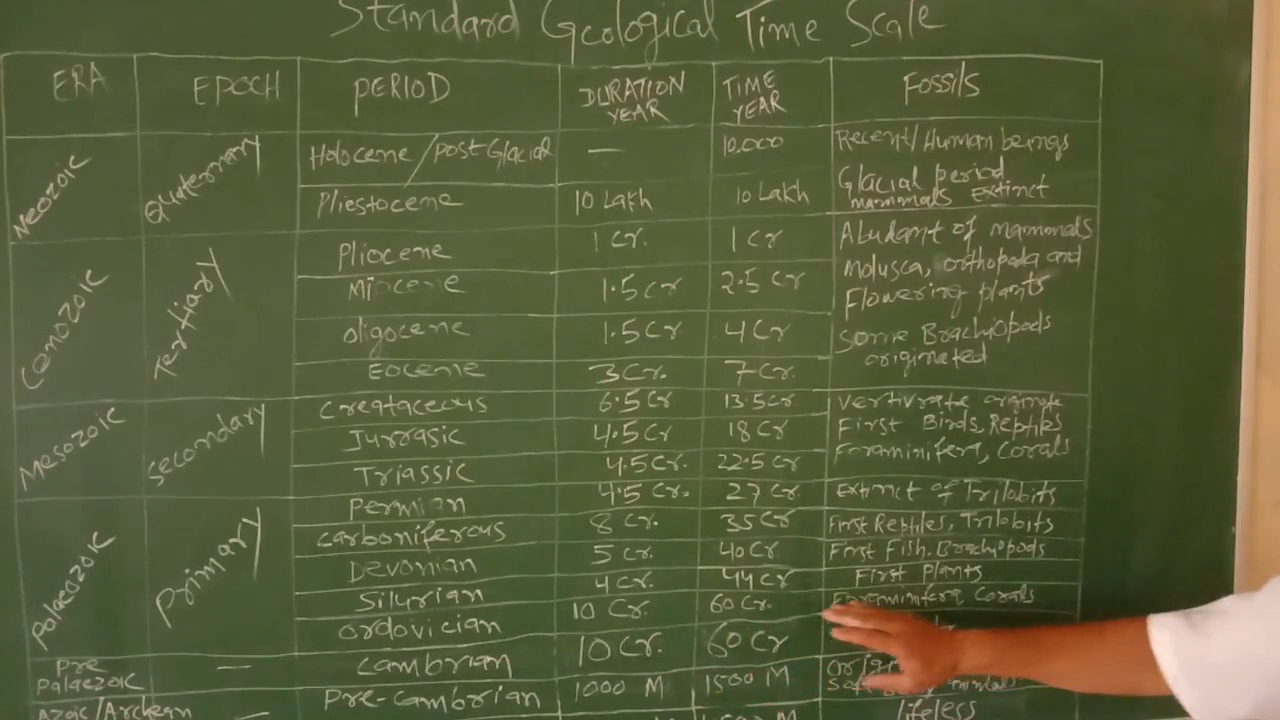 Standard Geological Time Scale
ERA EPOCH PERIOD DURATION YEAR TIME YEAR Fossils
Neozoic Quaternary Holocene / Post Glacial — 10,000 Recent/Human beings
Pliestocene 10 Lakh 10 Lakh Glacial period mammals Extinct
Cenozoic Tertiary Pliocene 1 Cr. 1 Cr Abudant of mammals
Miocene 1.5 Cr 2.5 Cr Molusca, orthopada and Flowering plants
oligocene 1.5 Cr 4 Cr Some Brachiopods originated
Eocene 3 Cr. 7 Cr.
Mesozoic Secondary Creataceous 6.5 Cr 13.5 Cr Vertivrate orginate
Jurrasic 4.5 Cr 18 Cr First Birds, Reptiles
Triassic 4.5 Cr. 22.5 Cr Foraminifera, Corals
Palaeozoic Primary Permian 4.5 Cr. 27 Cr Extinct of Trilobits
Carboniferous 8 Cr. 35 Cr First Reptiles, Trilobits
Devonian 5 Cr. 40 Cr First Fish. Brachiopods
Silurian 4 Cr. 44 Cr First Plants
ordovician 10 Cr. 60 Cr. Foraminifera Corals
Pre Palaezoic — Cambrian 10 Cr. 60 Cr
Azoic/Archean — Pre-cambrian 1000 M 1500 M
lifeless